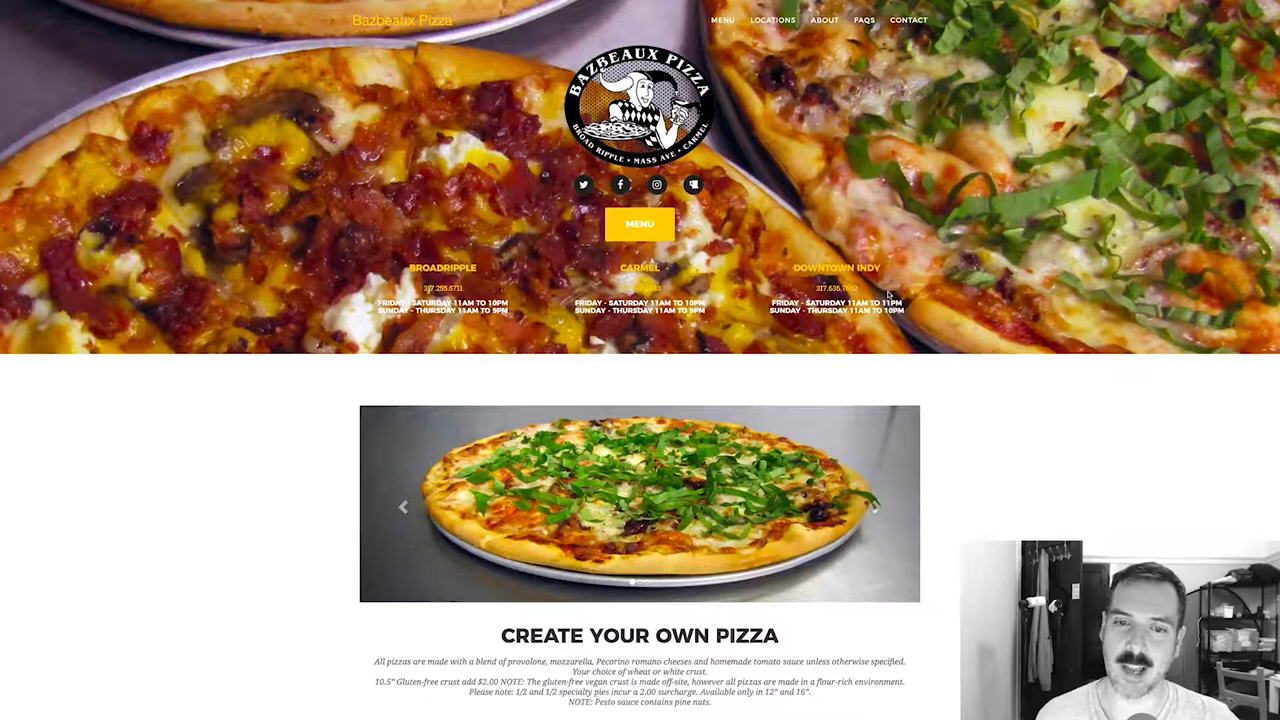 Bazbeaux Pizza
MENU LOCATIONS ABOUT FAQS CONTACT
BAZBEAUX PIZZA
BROAD RIPPLE • MASS AVE • CARMEL
MENU
BROADRIPPLE CARMEL DOWNTOWN INDY
317.255.5711
FRIDAY - SATURDAY 11AM TO 10PM FRIDAY - SATURDAY 11AM TO 10PM FRIDAY - SATURDAY 11AM TO 11PM
SUNDAY - THURSDAY 11AM TO 9PM SUNDAY - THURSDAY 11AM TO 9PM SUNDAY - THURSDAY 11AM TO 10PM
CREATE YOUR OWN PIZZA
All pizzas are made with a blend of provolone, mozzarella, Pecorino romano cheeses and homemade tomato sauce unless otherwise specified.
Your choice of wheat or white crust.
10.5" Gluten-free crust add $2.00 NOTE: The gluten-free vegan crust is made off-site, however all pizzas are made in a flour-rich environment.
Please note: 1/2 and 1/2 specialty pies incur a 2.00 surcharge. Available only in 12" and 16".
NOTE: Pesto sauce contains pine nuts.